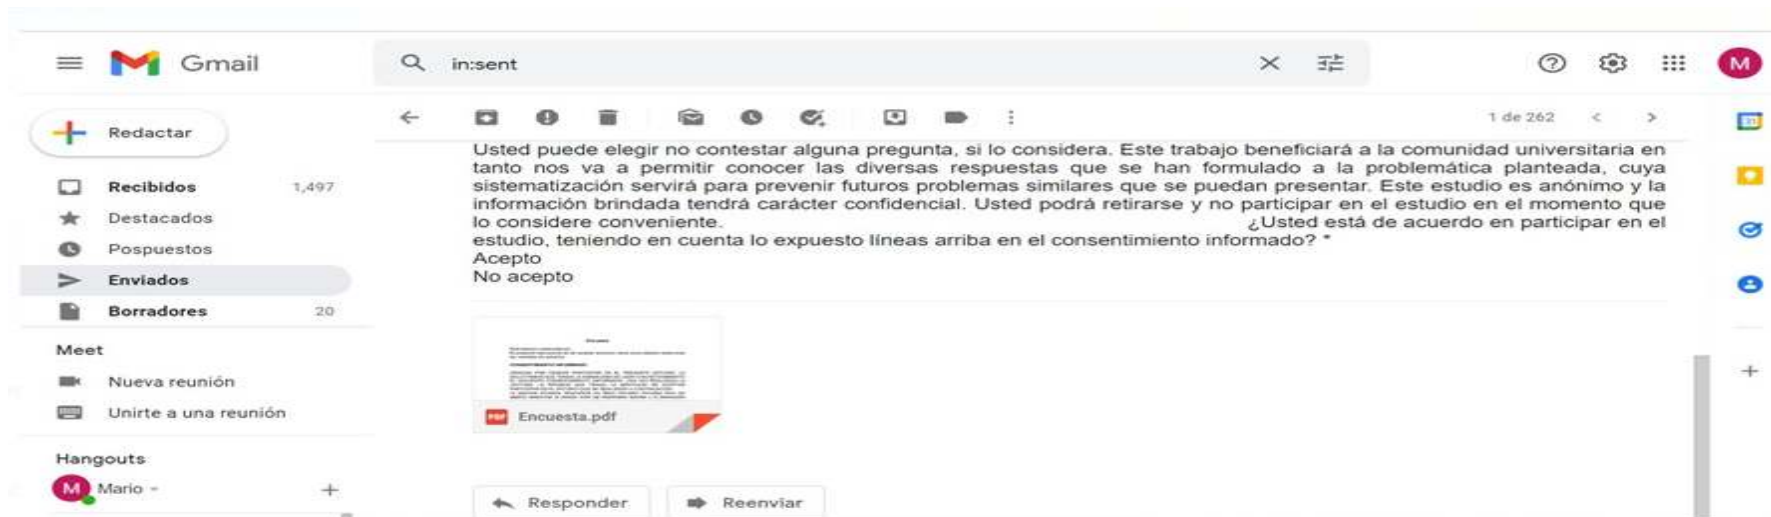 Gmail
in:sent
M
Redactar
1 de 262
Recibidos 1,497
Destacados
Pospuestos
Enviados
Borradores 20
Meet
Nueva reunión
Unirte a una reunión
Hangouts
M Mario
Usted puede elegir no contestar alguna pregunta, si lo considera. Este trabajo beneficiará a la comunidad universitaria en
tanto nos va a permitir conocer las diversas respuestas que se han formulado a la problemática planteada, cuya
sistematización servirá para prevenir futuros problemas similares que se puedan presentar. Este estudio es anónimo y la
información brindada tendrá carácter confidencial. Usted podrá retirarse y no participar en el estudio en el momento que
lo considere conveniente. ¿Usted está de acuerdo en participar en el
estudio, teniendo en cuenta lo expuesto líneas arriba en el consentimiento informado? *
Acepto
No acepto
PDF Encuesta.pdf
Responder Reenviar
31